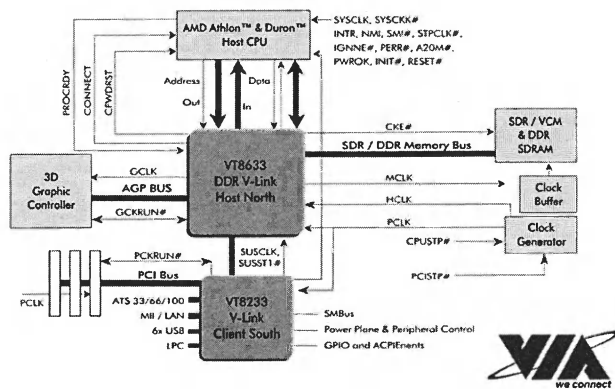 AMD Athlon™ & Duron™
Host CPU
SYSCLK, SYSCKK#
INTR, NMI, SMI#, STPCLK#,
IGNNE#, PERR#, A20M#,
PWROK, INIT#, RESET#
PROCRDY
CONNECT
CFWDRST
Address
Out
Data
In
CKE#
SDR / DDR Memory Bus
SDR / VCM
& DDR
SDRAM
3D
Graphic
Controller
GCLK
AGP BUS
GCKRUN#
VT8633
DDR V-Link
Host North
MCLK
HCLK
PCLK
Clock
Buffer
Clock
Generator
CPUSTP#
PCISTP#
PCKRUN#
PCI Bus
PCLK
SUSCLK,
SUSST1#
ATS 33/66/100
MII / LAN
6x USB
LPC
VT8233
V-Link
Client South
SMBus
Power Plane & Peripheral Control
GPIO and ACPIEnents
VIA
we connect